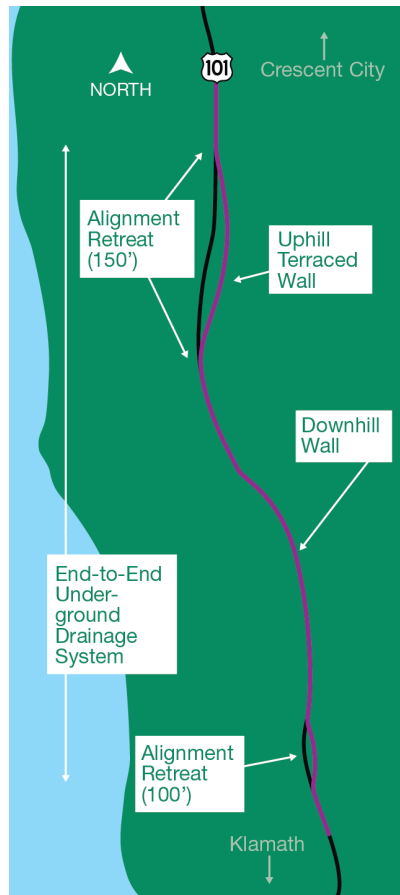 101
Crescent City
NORTH
Alignment
Retreat
(150’)
Uphill
Terraced
Wall
Downhill
Wall
End-to-End
Under-
ground
Drainage
System
Alignment
Retreat
(100’)
Klamath